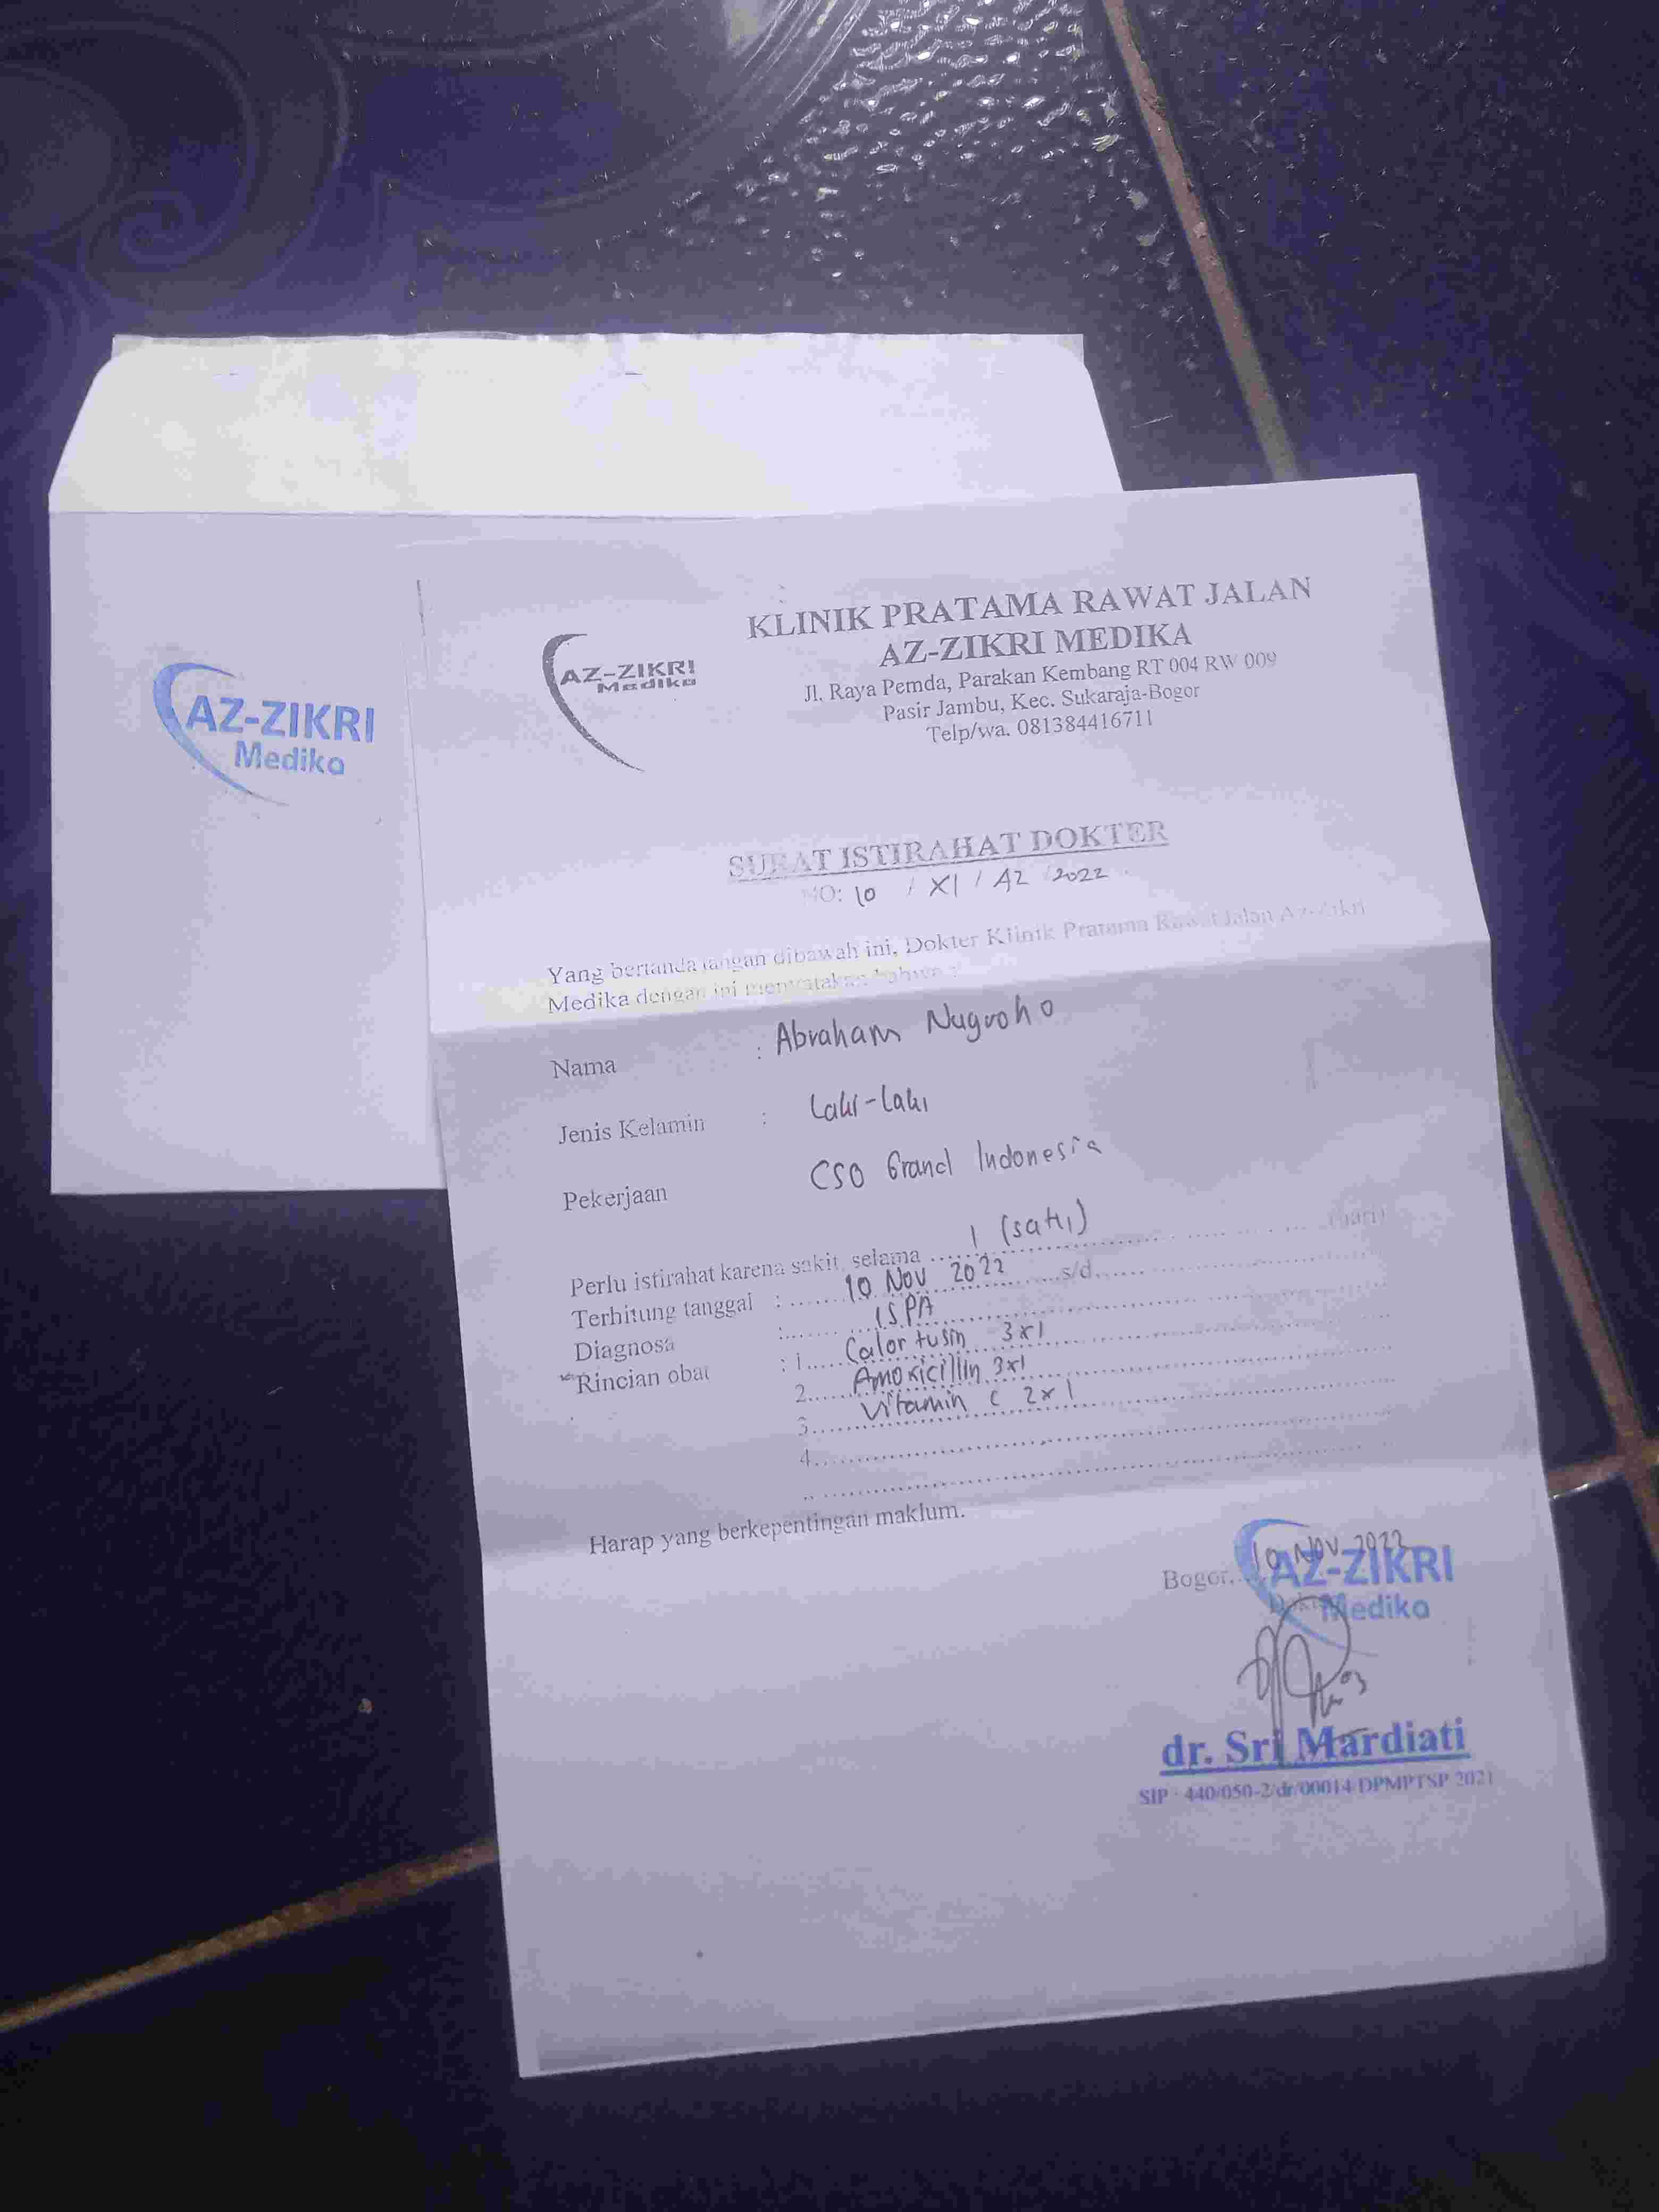 AZ-ZIKRI
Medika
AZ-ZIKRI
Medika
KLINIK PRATAMA RAWAT JALAN
AZ-ZIKRI MEDIKA
Jl. Raya Pemda, Parakan Kembang RT 004 RW 009
Pasir Jambu, Kec. Sukaraja-Bogor
Telp/wa. 081384416711
SURAT ISTIRAHAT DOKTER
NO: 10 / XI / AZ /2022
Yang bertanda tangan dibawah ini, Dokter Klinik Pratama Rawat Jalan Az-Zikri
Medika dengan ini menyatakan bahwa :
Nama : Abraham Nugroho
Jenis Kelamin : Laki-Laki
Pekerjaan CSO Grand Indonesia
Perlu istirahat karena sakit, selama ....... 1 (satu) ....... (hari)
Terhitung tanggal : ....... 10 Nov 2022 ....... s/d .......
Diagnosa : ....... ISPA .......
*Rincian obat : 1..... Calortusin 3x1 .......
2...... Amoxicillin 3x1 .......
3...... Vitamin C 2x1 .......
4.......
Harap yang berkepentingan maklum.
Bogor, 10 Nov 2022
AZ-ZIKRI
Medika
dr. Sri Mardiati
SIP : 440/050-2/dr/00014/DPMPTSP 2021